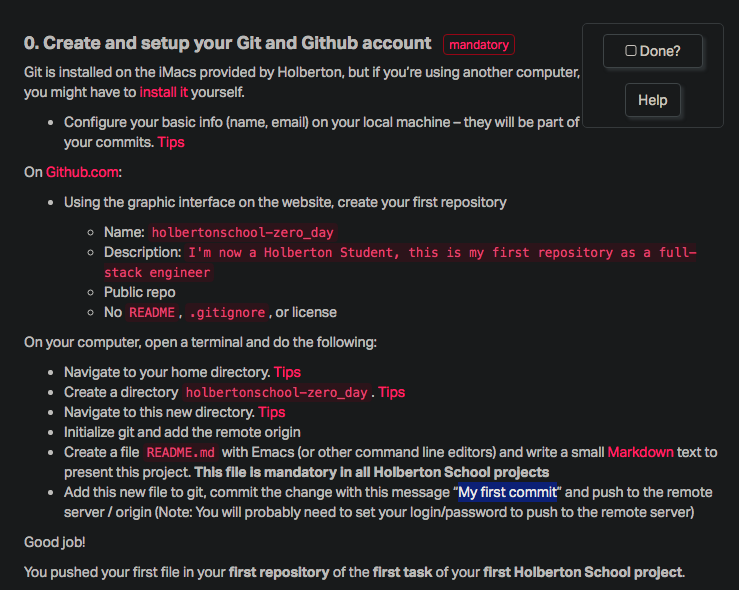 0. Create and setup your Git and Github account mandatory
Done?
Help
Git is installed on the iMacs provided by Holberton, but if you’re using another computer,
you might have to install it yourself.
• Configure your basic info (name, email) on your local machine – they will be part of
your commits. Tips
On Github.com:
• Using the graphic interface on the website, create your first repository
◦ Name: holbertonschool-zero_day
◦ Description: I'm now a Holberton Student, this is my first repository as a full-
stack engineer
◦ Public repo
◦ No README, .gitignore, or license
On your computer, open a terminal and do the following:
• Navigate to your home directory. Tips
• Create a directory holbertonschool-zero_day. Tips
• Navigate to this new directory. Tips
• Initialize git and add the remote origin
• Create a file README.md with Emacs (or other command line editors) and write a small Markdown text to
present this project. This file is mandatory in all Holberton School projects
• Add this new file to git, commit the change with this message “My first commit“ and push to the remote
server / origin (Note: You will probably need to set your login/password to push to the remote server)
Good job!
You pushed your first file in your first repository of the first task of your first Holberton School project.